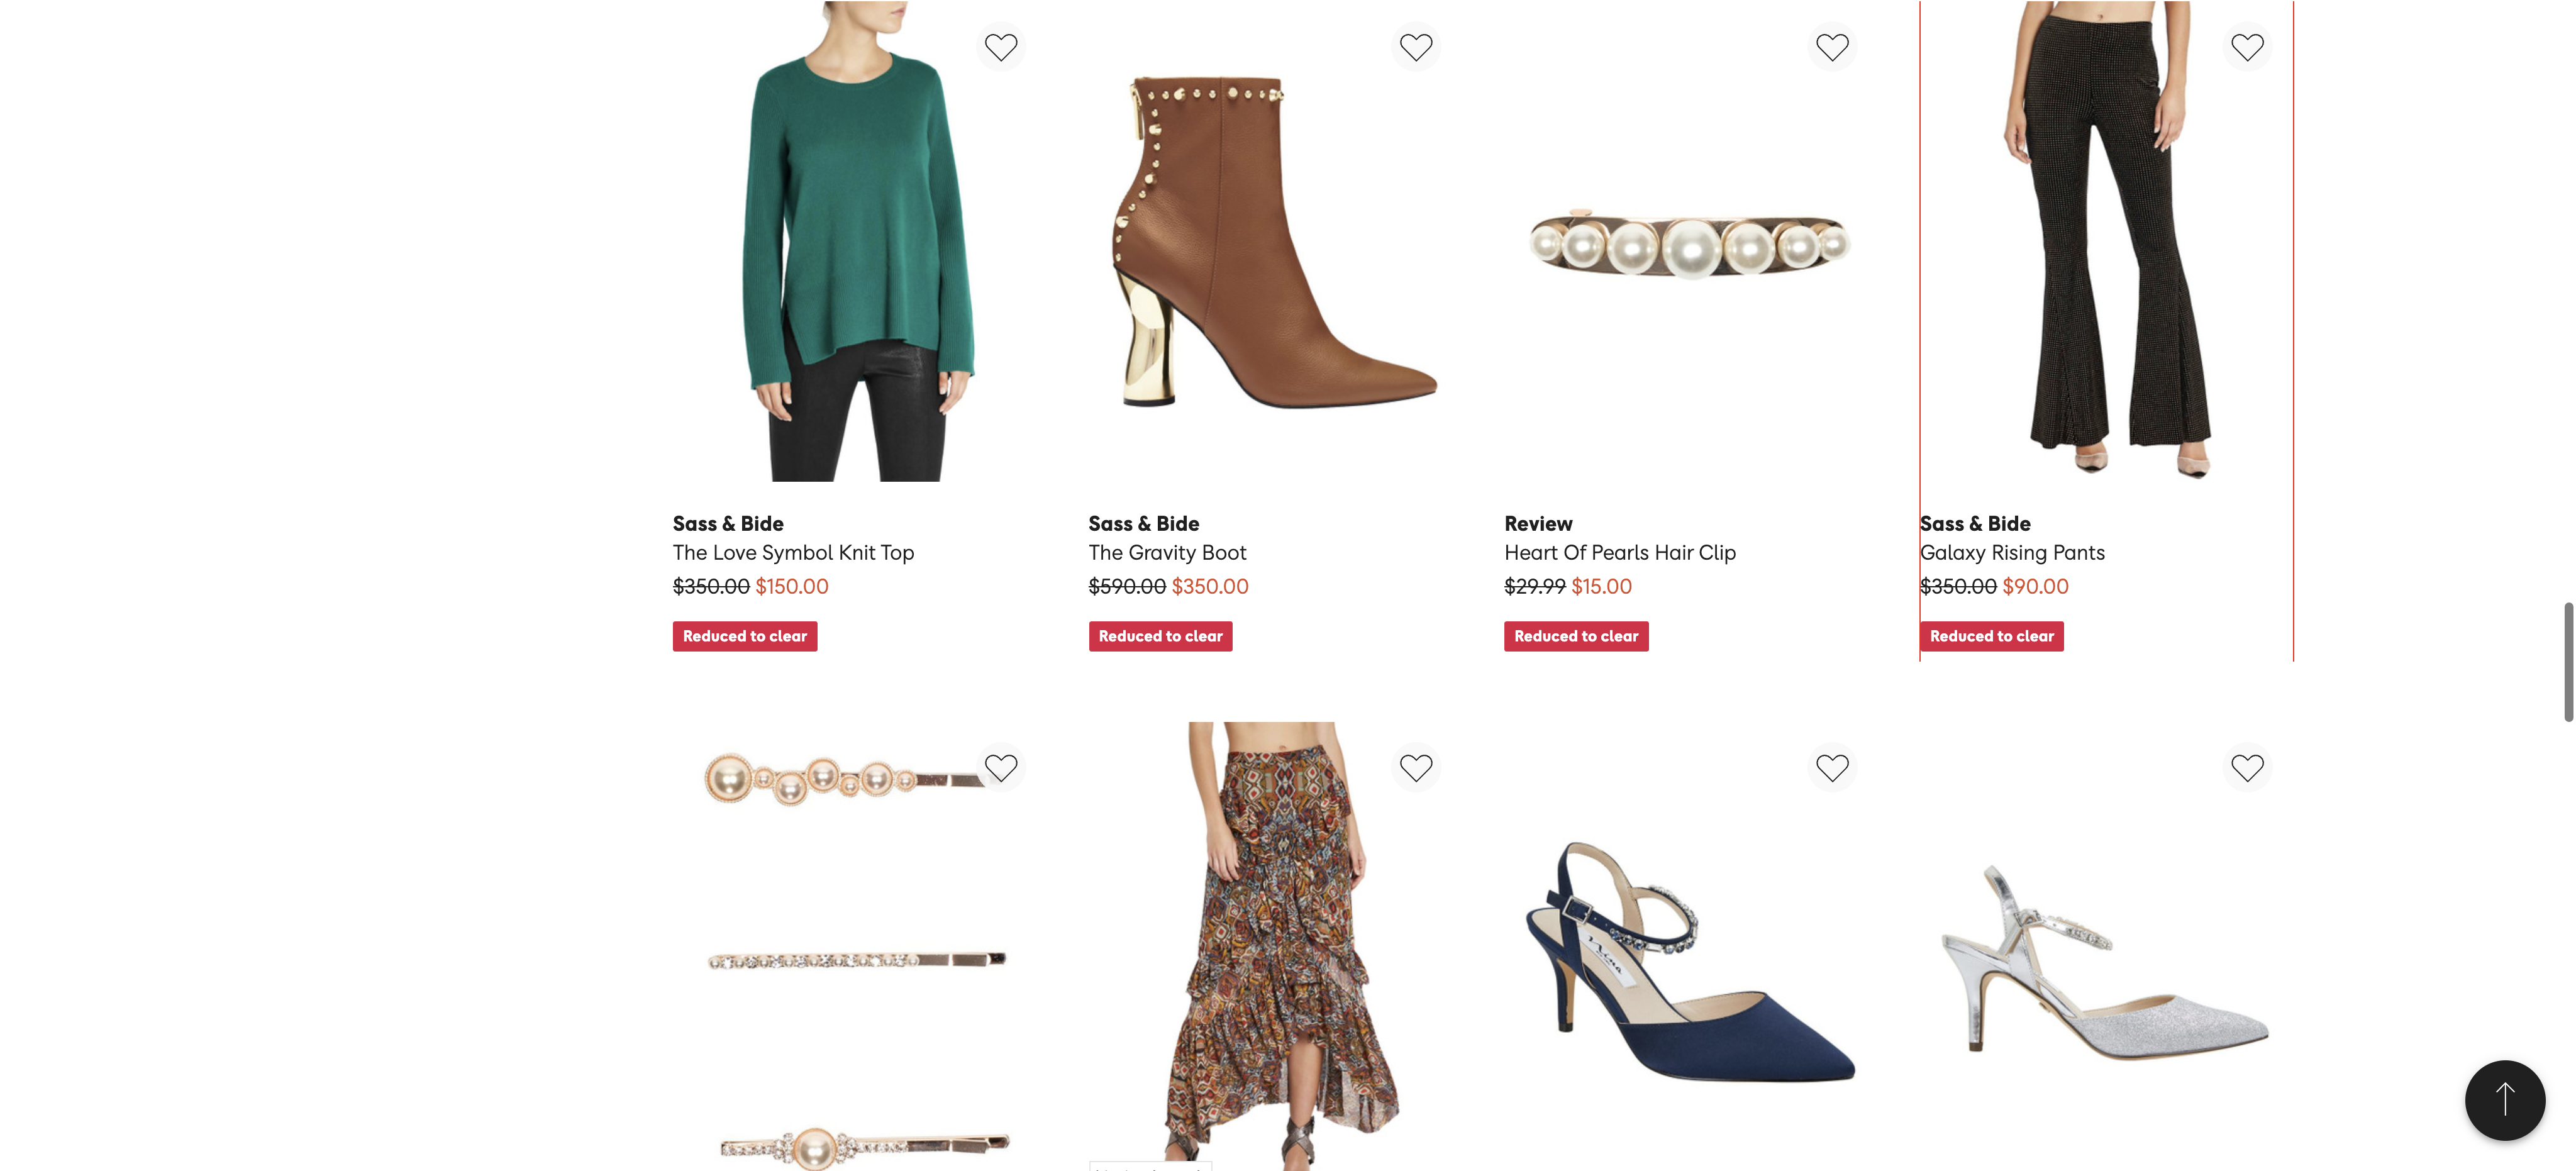 Sass & Bide
The Love Symbol Knit Top
$350.00 $150.00
Reduced to clear
Sass & Bide
The Gravity Boot
$590.00 $350.00
Reduced to clear
Review
Heart Of Pearls Hair Clip
$29.99 $15.00
Reduced to clear
Sass & Bide
Galaxy Rising Pants
$350.00 $90.00
Reduced to clear
Nina